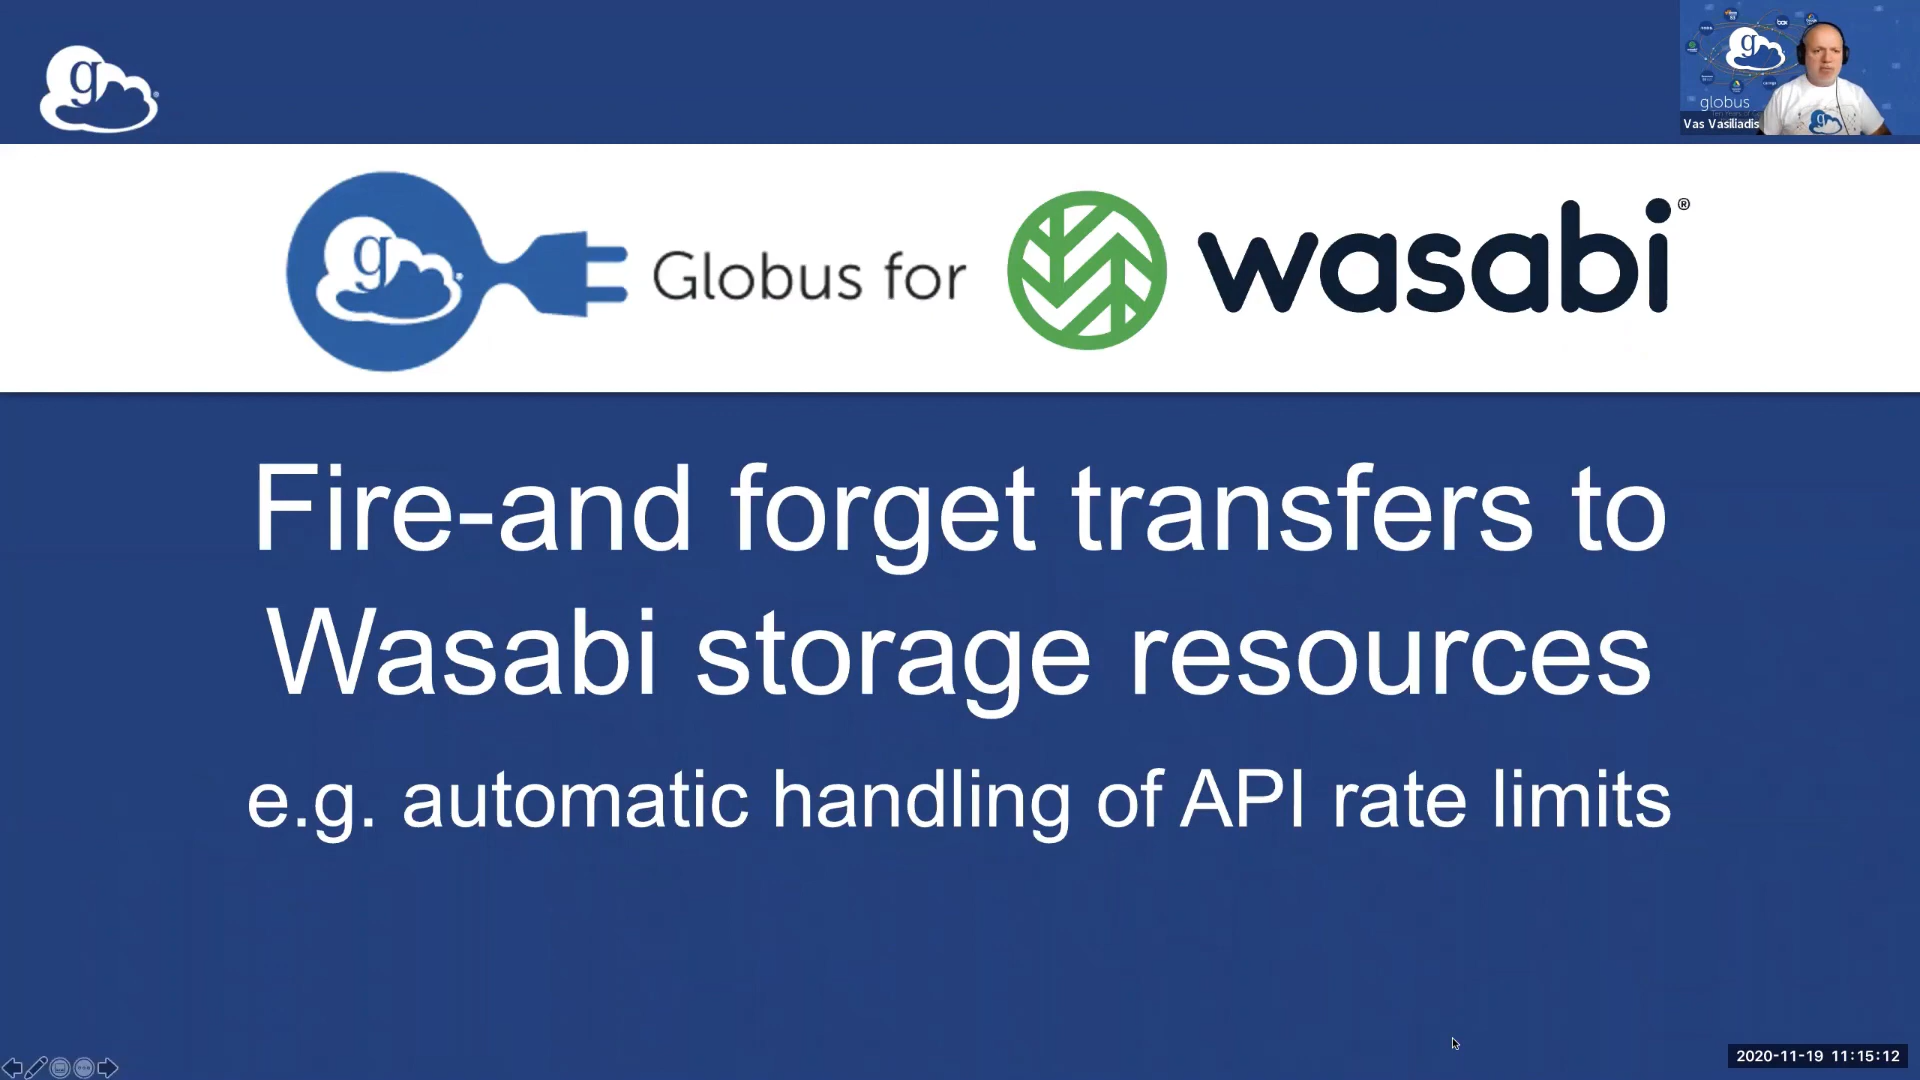 g
globus
Vas Vasiliadis
g
g
Globus for
wasabi®
Fire-and forget transfers to
Wasabi storage resources
e.g. automatic handling of API rate limits
2020-11-19 11:15:12